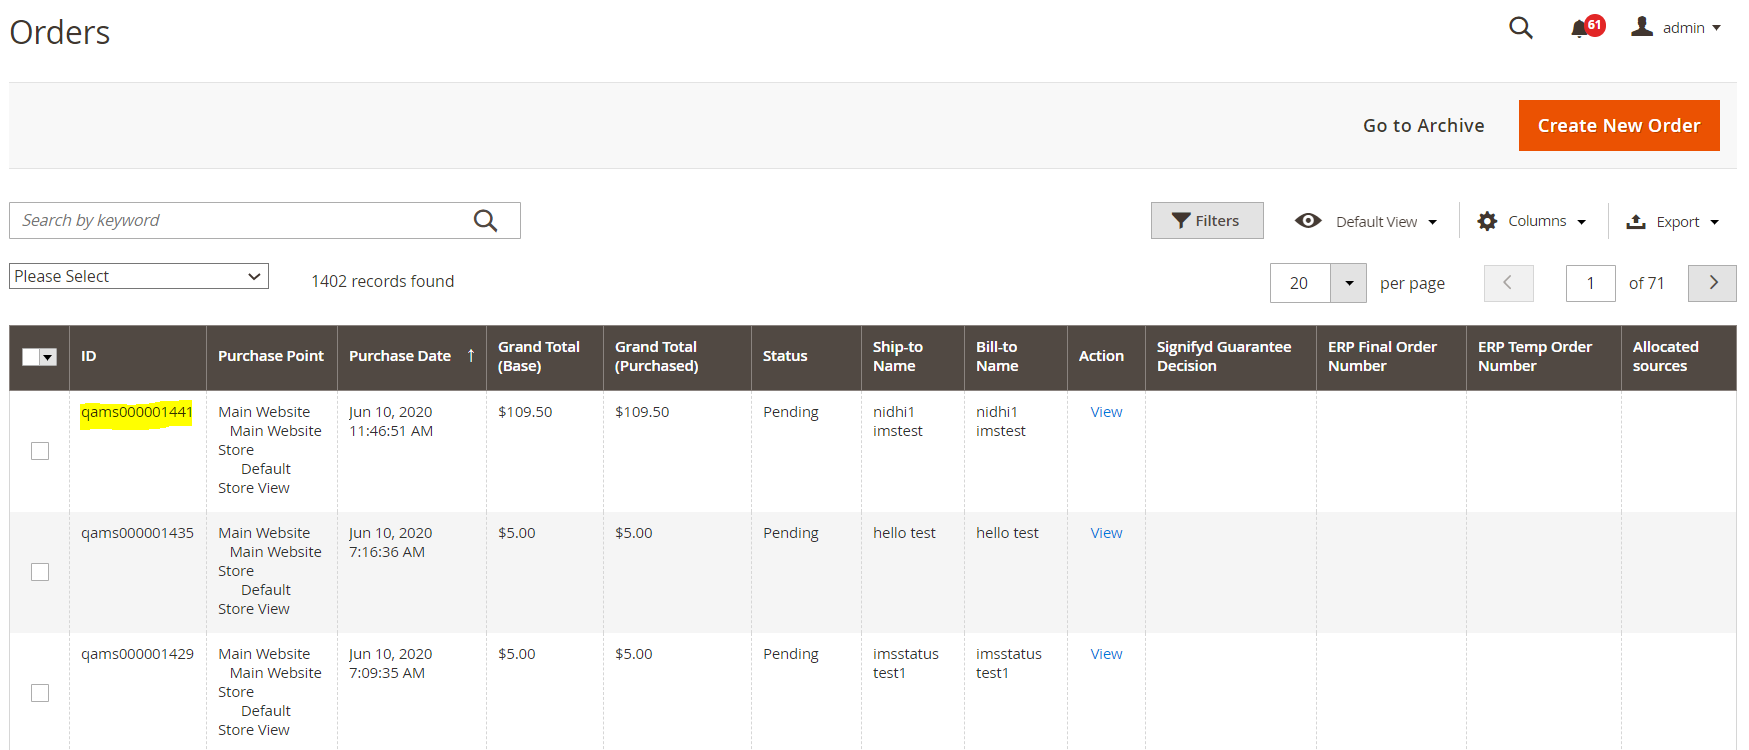 Orders
61
admin
Go to Archive
Create New Order
Search by keyword
Filters
Default View
Columns
Export
Please Select
1402 records found
20
per page
1
of 71
ID
Purchase Point
Purchase Date ↑
Grand Total
(Base)
Grand Total
(Purchased)
Status
Ship-to
Name
Bill-to
Name
Action
Signifyd Guarantee
Decision
ERP Final Order
Number
ERP Temp Order
Number
Allocated
sources
qams000001441
Main Website
Main Website
Store
Default
Store View
Jun 10, 2020
11:46:51 AM
$109.50
$109.50
Pending
nidhi1
imstest
nidhi1
imstest
View
qams000001435
Main Website
Main Website
Store
Default
Store View
Jun 10, 2020
7:16:36 AM
$5.00
$5.00
Pending
hello test
hello test
View
qams000001429
Main Website
Main Website
Store
Default
Store View
Jun 10, 2020
7:09:35 AM
$5.00
$5.00
Pending
imsstatus
test1
imsstatus
test1
View